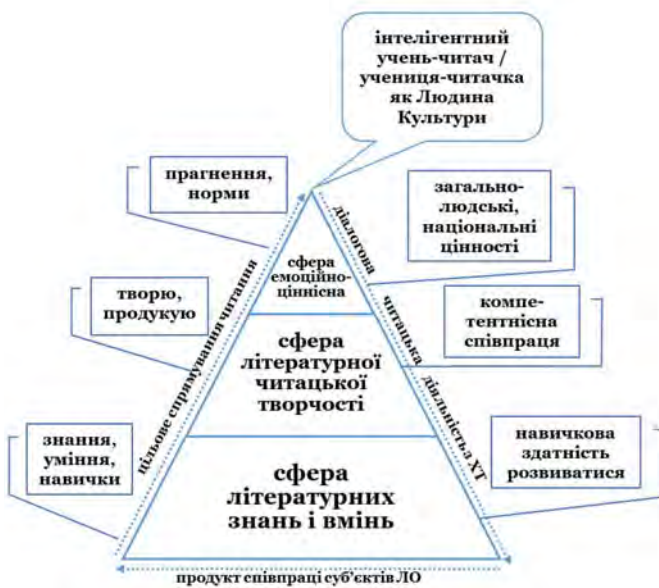 інтелігентний
учень-читач /
учениця-читачка
як Людина
Культури
прагнення,
норми
загально-
людські,
національні
цінності
сфера
емоційно-
ціннісна
творю,
продукую
компе-
тентнісна
співпраця
сфера
літературної
читацької
творчості
знання,
уміння,
навички
навичкова
здатність
розвиватися
сфера
літературних
знань і вмінь
цільове спрямування читання
діалогова читацька діяльність з ХТ
продукт співпраці суб'єктів ЛО